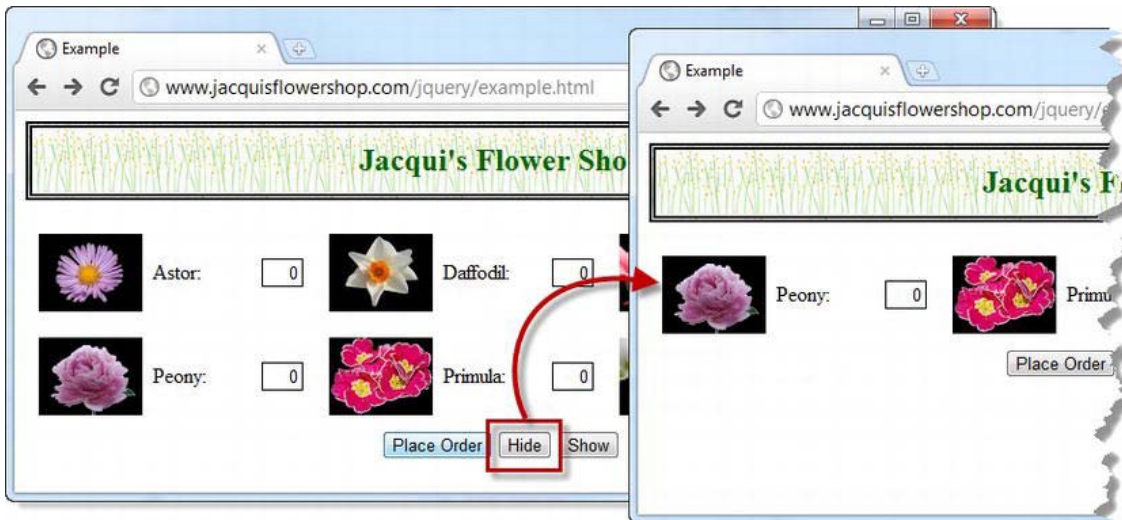 Example
www.jacquisflowershop.com/jquery/example.html
Jacqui's Flower Sho
Astor: 0 Daffodil: 0
Peony: 0 Primula: 0
Place Order Hide Show
Example
www.jacquisflowershop.com/jquery/
Jacqui's
Peony: 0 Primu
Place Order